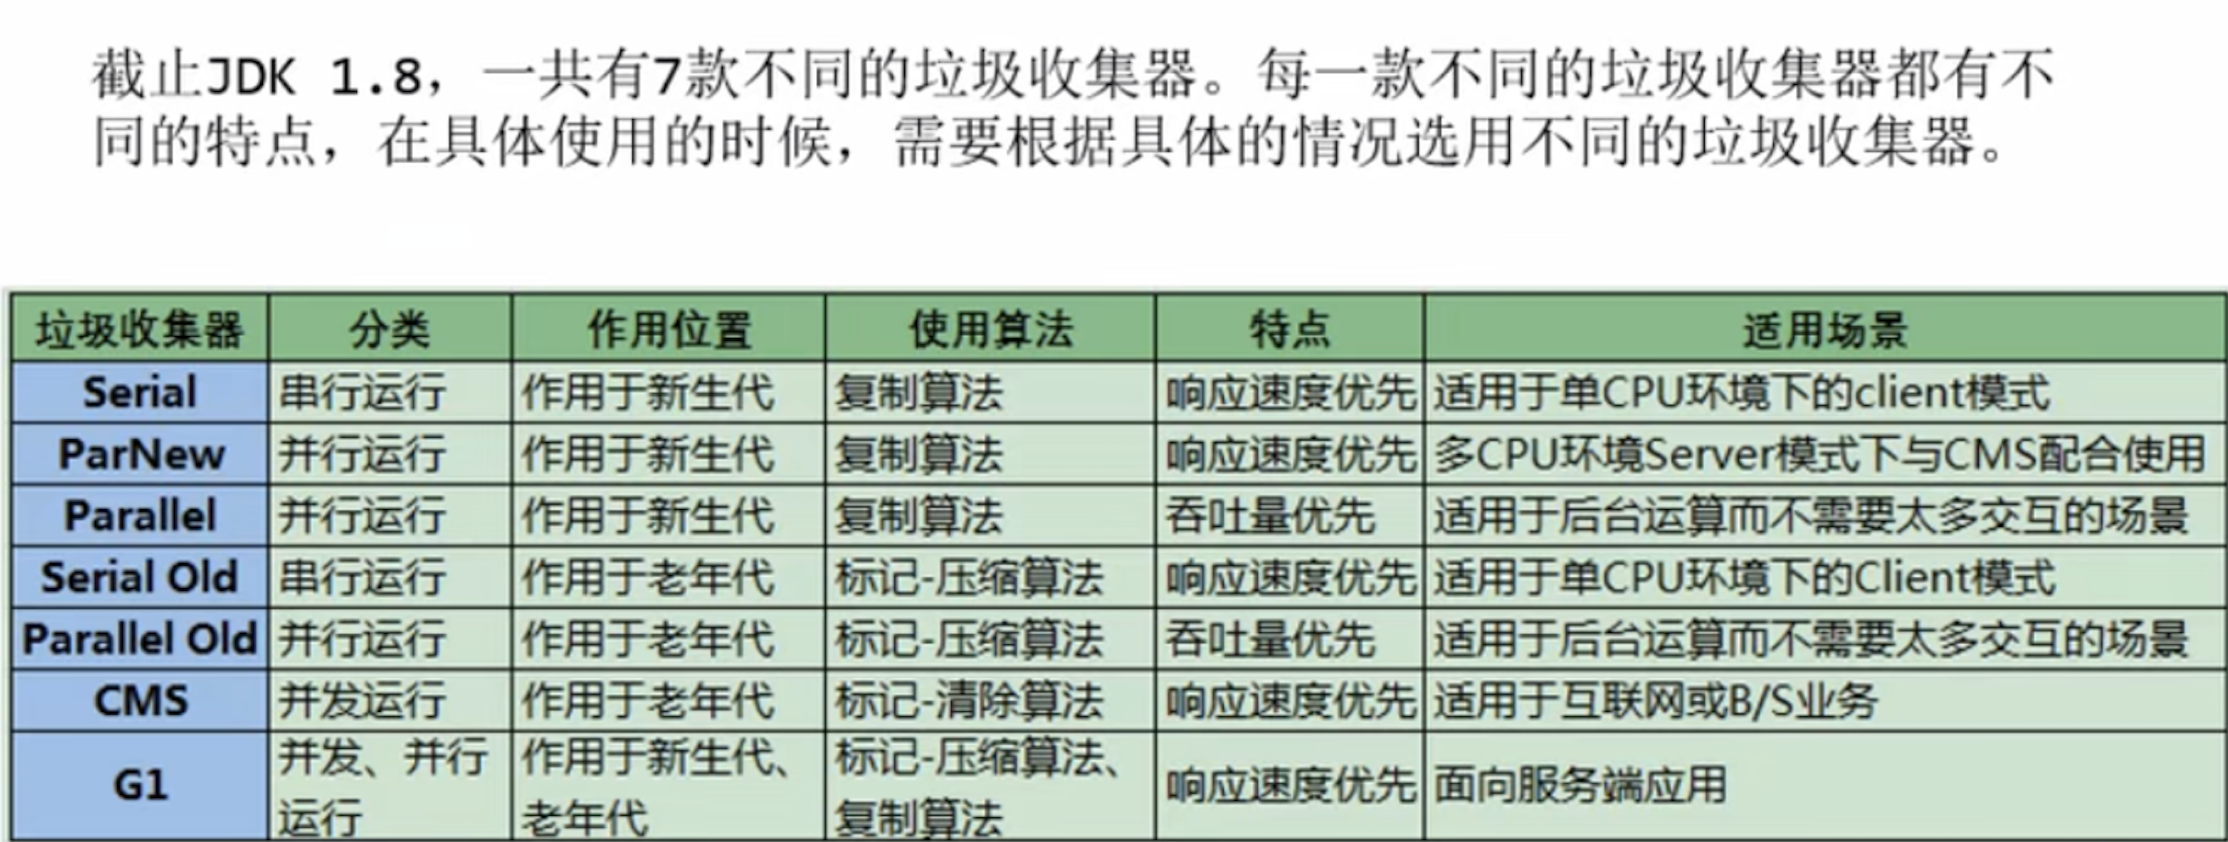 截止JDK 1.8，一共有7款不同的垃圾收集器。每一款不同的垃圾收集器都有不
同的特点，在具体使用的时候，需要根据具体的情况选用不同的垃圾收集器。
垃圾收集器 分类 作用位置 使用算法 特点 适用场景
Serial 串行运行 作用于新生代 复制算法 响应速度优先 适用于单CPU环境下的client模式
ParNew 并行运行 作用于新生代 复制算法 响应速度优先 多CPU环境Server模式下与CMS配合使用
Parallel 并行运行 作用于新生代 复制算法 吞吐量优先 适用于后台运算而不需要太多交互的场景
Serial Old 串行运行 作用于老年代 标记-压缩算法 响应速度优先 适用于单CPU环境下的Client模式
Parallel Old 并行运行 作用于老年代 标记-压缩算法 吞吐量优先 适用于后台运算而不需要太多交互的场景
CMS 并发运行 作用于老年代 标记-清除算法 响应速度优先 适用于互联网或B/S业务
G1 并发、并行 作用于新生代、 标记-压缩算法、 响应速度优先 面向服务端应用
运行 老年代 复制算法